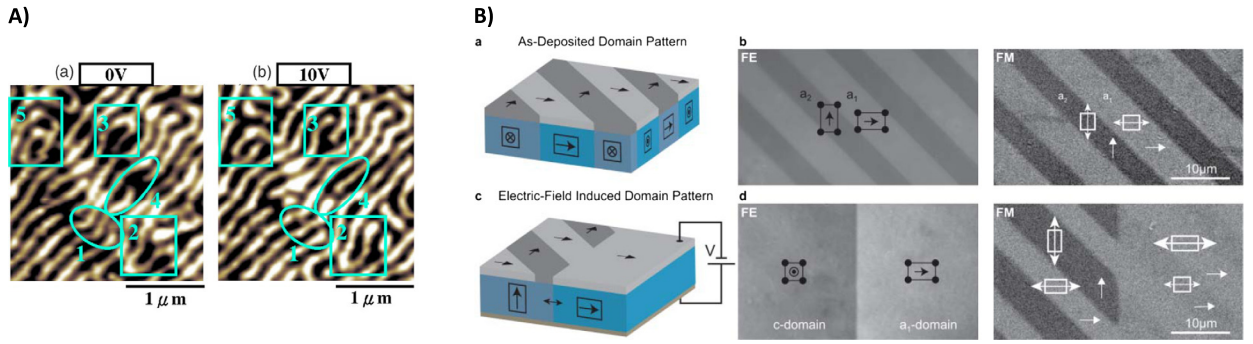 A)
(a) 0V
(b) 10V
5
3
4
2
1
5
3
4
2
1
1 μm
1 μm
B)
a As-Deposited Domain Pattern
b
FE
a2 a1
FM
a2 a1
10μm
c Electric-Field Induced Domain Pattern
V
d
FE
c-domain
a1-domain
FM
10μm